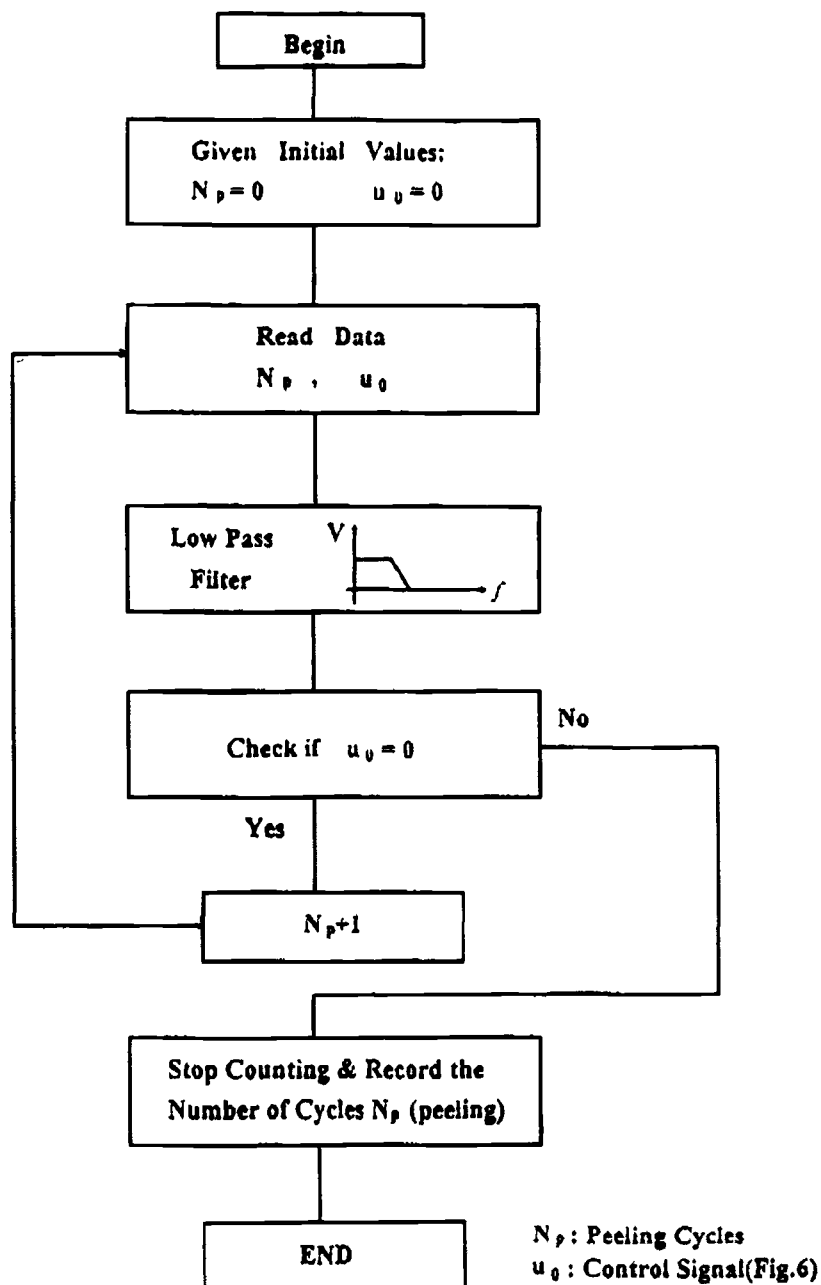 Begin
Given Initial Values:
N p = 0 u 0 = 0
Read Data
N p , u 0
Low Pass
Filter
V
f
Check if u 0 = 0
No
Yes
N p+1
Stop Counting & Record the
Number of Cycles N p (peeling)
END
N p : Peeling Cycles
u 0 : Control Signal(Fig.6)